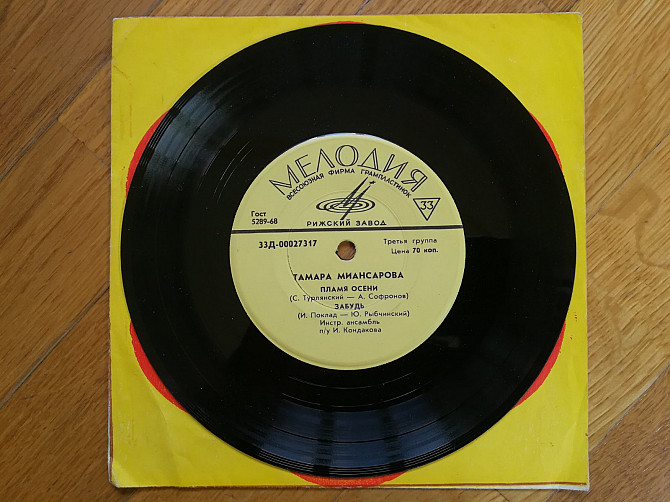 МЕЛОДИЯ
ВСЕСОЮЗНАЯ ФИРМА ГРАМПЛАСТИНОК
33
РИЖСКИЙ ЗАВОД
Гост
5289-68
33Д-00027317
Третья группа
Цена 70 коп.
ТАМАРА МИАНСАРОВА
ПЛАМЯ ОСЕНИ
(С. Турлянский — А. Софронов)
ЗАБУДЬ
(И. Поклад — Ю. Рыбчинский)
Инстр. ансамбль
п/у И. Кондакова